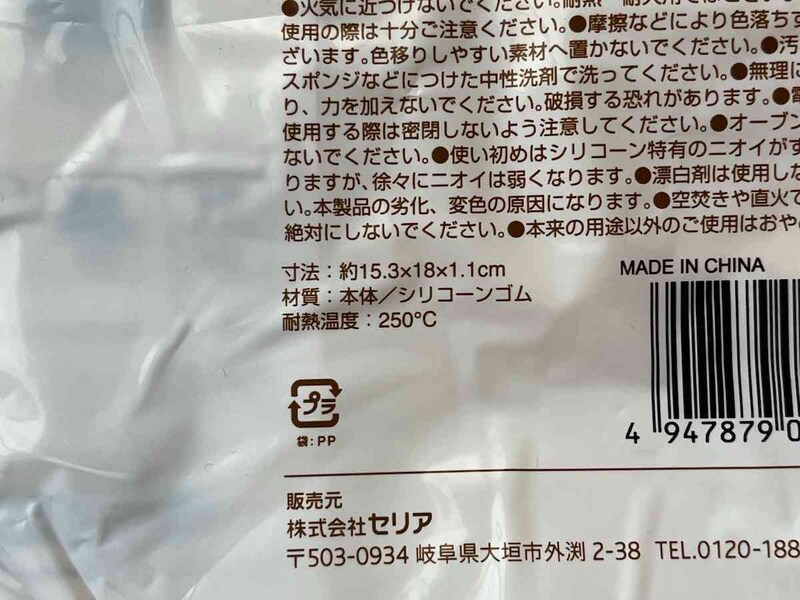 ●火気に近づけないでください。耐熱
使用の際は十分ご注意ください。●摩擦などにより色落ちす
ざいます。色移りしやすい素材へ置かないでください。●汚
スポンジなどにつけた中性洗剤で洗ってください。●無理に
り、力を加えないでください。破損する恐れがあります。●電
使用する際は密閉しないよう注意してください。●オーブン
ないでください。●使い初めはシリコーン特有のニオイがす
りますが、徐々にニオイは弱くなります。●漂白剤は使用しな
い。本製品の劣化、変色の原因になります。●空焚きや直火で
絶対にしないでください。●本来の用途以外のご使用はおや
寸法：約15.3×18×1.1cm
材質：本体／シリコーンゴム
耐熱温度：250℃
MADE IN CHINA
4 947879 0
プラ
袋:PP
販売元
株式会社セリア
〒503-0934 岐阜県大垣市外渕 2-38 TEL.0120-188